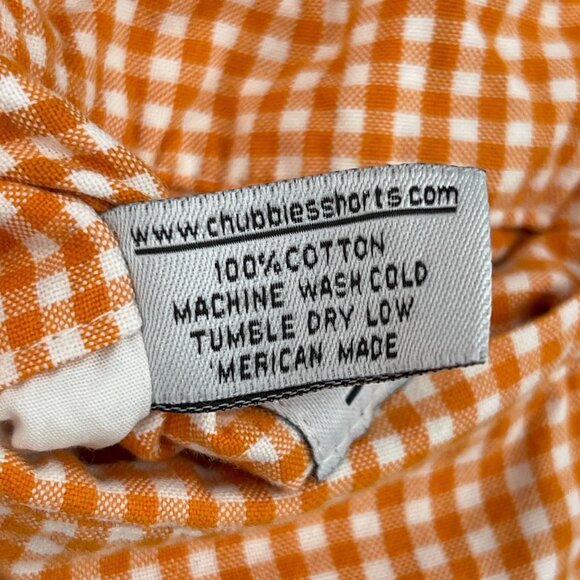 www.chubbiesshorts.com
100% COTTON
MACHINE WASH COLD
TUMBLE DRY LOW
'MERICAN MADE